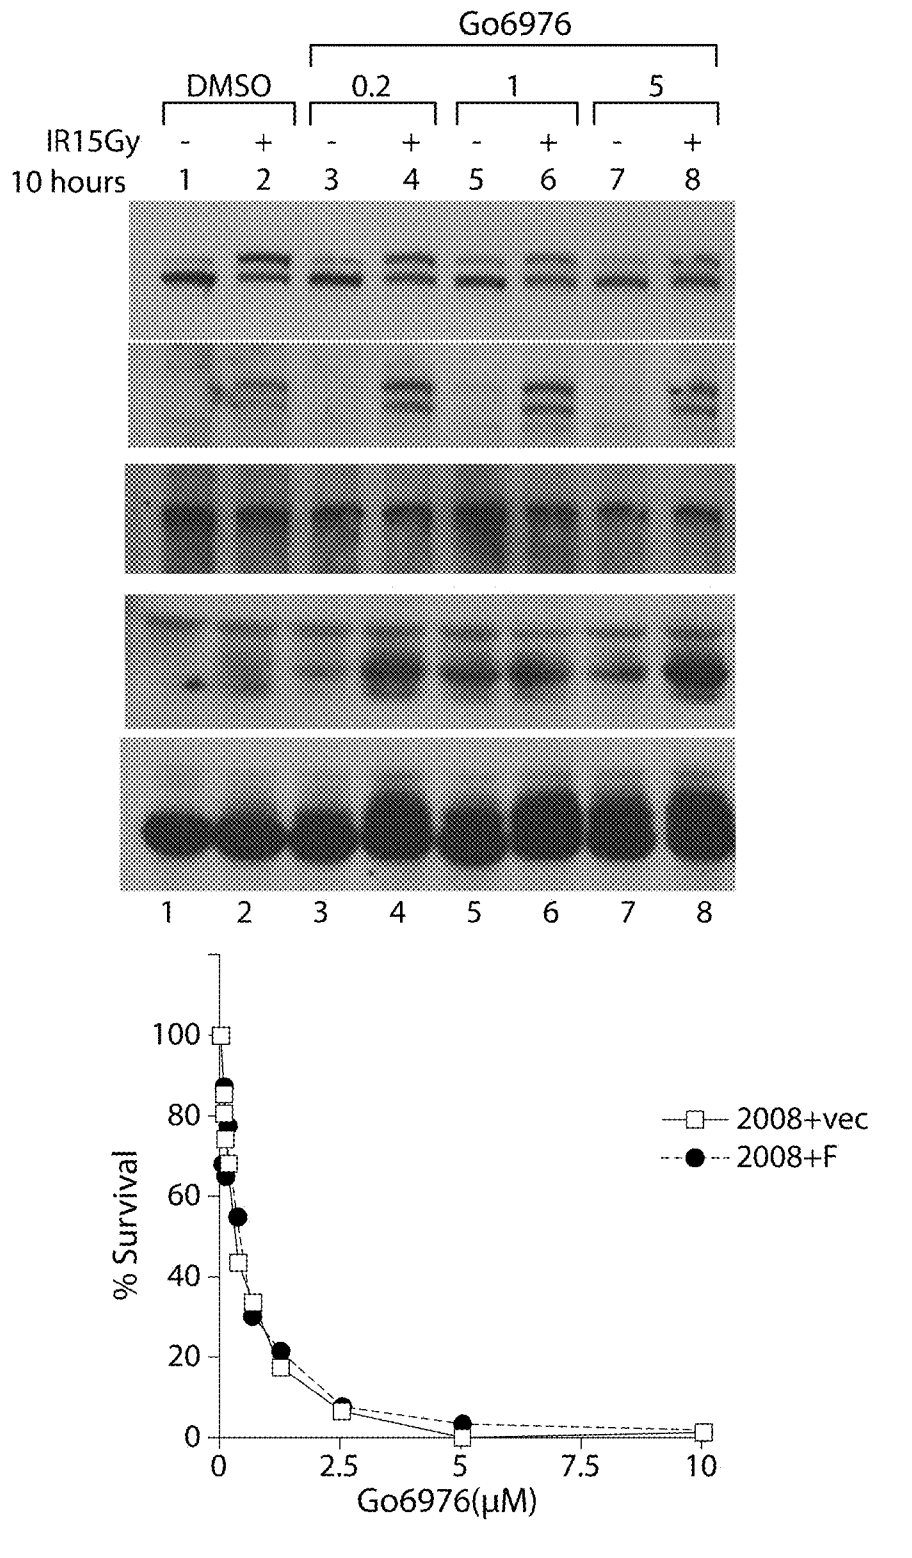 Go6976
DMSO 0.2 1 5
IR15Gy - + - + - + - +
10 hours 1 2 3 4 5 6 7 8
1 2 3 4 5 6 7 8
100
80
60
40
20
0
% Survival
2008+vec
2008+F
0 2.5 5 7.5 10
Go6976(μM)